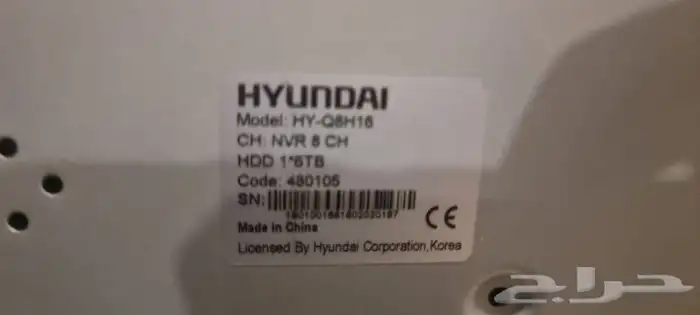 HYUNDAI
Model: HY-Q8H16
CH: NVR 8 CH
HDD 1*6TB
Code: 480105
SN:
Made in China
CE
Licensed By Hyundai Corporation,Korea
حراج